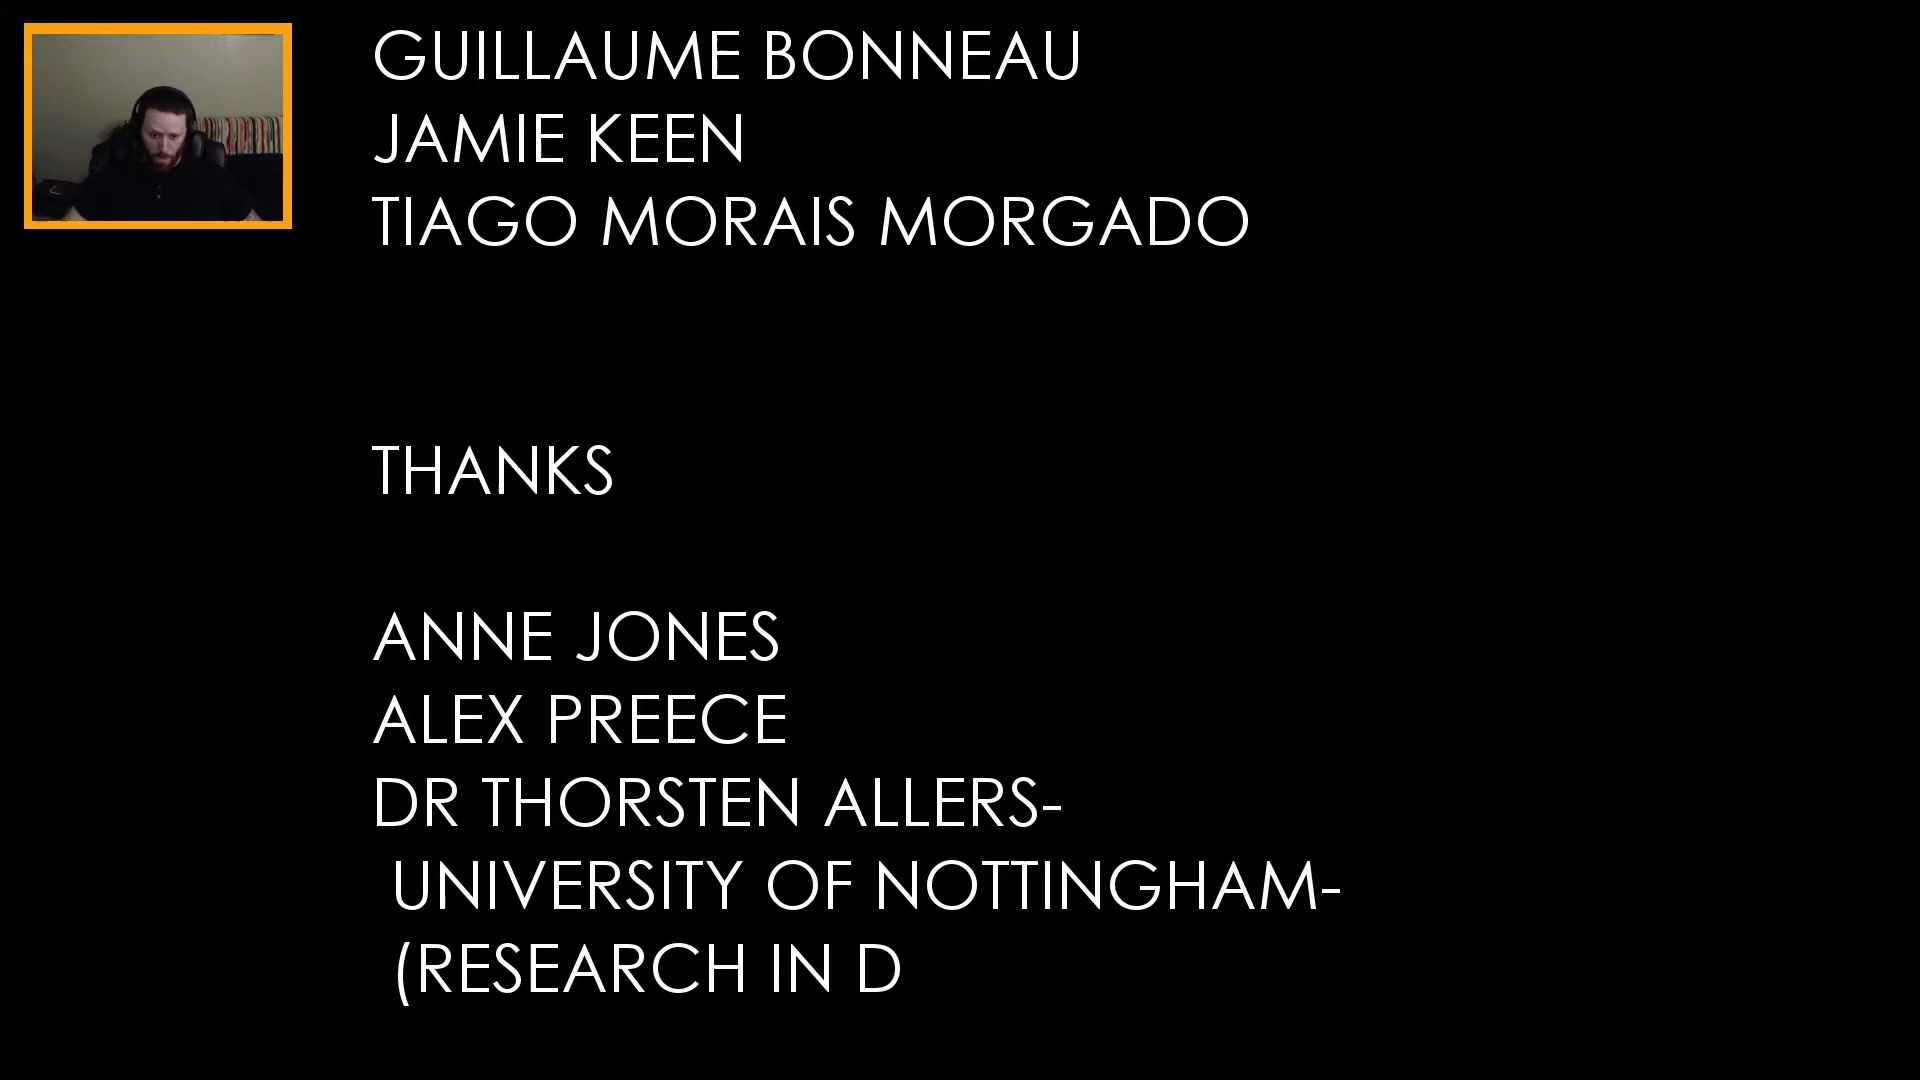 GUILLAUME BONNEAU
JAMIE KEEN
TIAGO MORAIS MORGADO
THANKS
ANNE JONES
ALEX PREECE
DR THORSTEN ALLERS-
UNIVERSITY OF NOTTINGHAM-
(RESEARCH IN D